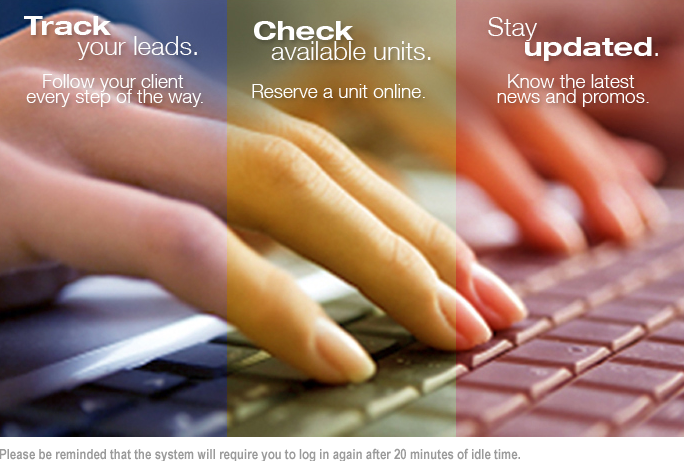 Track
your leads.
Follow your client
every step of the way.
Check
available units.
Reserve a unit online.
Stay
updated.
Know the latest
news and promos.
Please be reminded that the system will require you to log in again after 20 minutes of idle time.